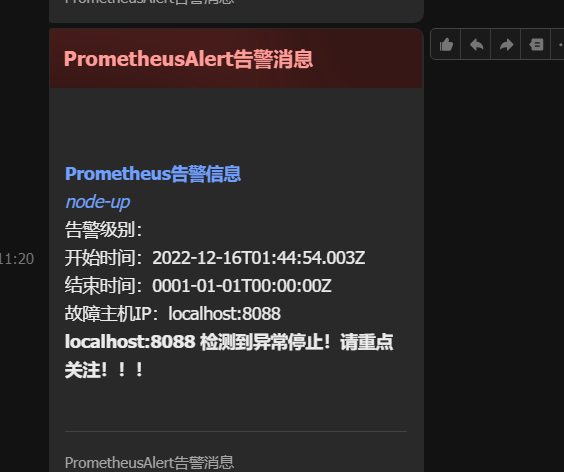 PrometheusAlert告警消息
PrometheusAlert告警消息
Prometheus告警信息
node-up
告警级别：
11:20
开始时间：2022-12-16T01:44:54.003Z
结束时间：0001-01-01T00:00:00Z
故障主机IP：localhost:8088
localhost:8088 检测到异常停止！请重点
关注！！！
PrometheusAlert告警消息